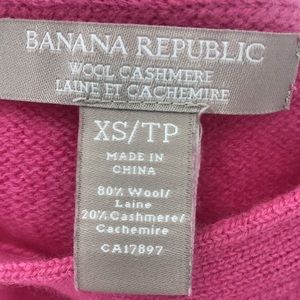 BANANA REPUBLIC
WOOL CASHMERE
LAINE ET CACHEMIRE
XS/TP
MADE IN
CHINA
80% Wool/
Laine
20% Cashmere/
Cachemire
CA17897